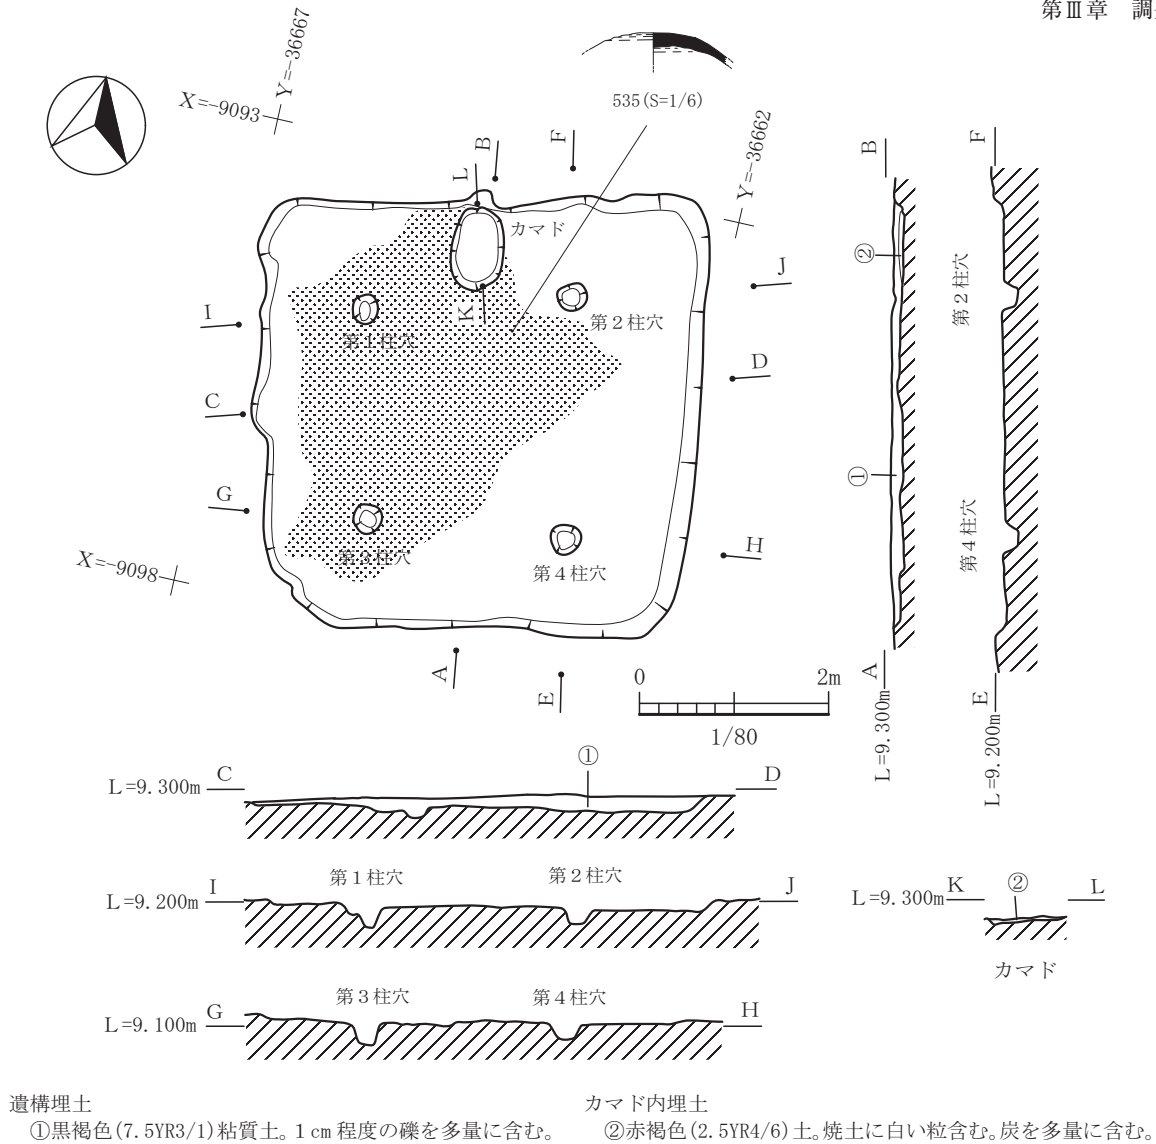 第Ⅲ章　調
Y=-36667
X=-9093
535(S=1/6)
Y=-36662
B
F
L
カマド
J
I
第1柱穴
K
第2柱穴
D
C
G
H
X=-9098
第3柱穴
第4柱穴
A
E
0
2m
1/80
B
F
②
第2柱穴
①
第4柱穴
A
E
L=9.300m
L=9.200m
①
L=9.300m
C
D
第1柱穴
第2柱穴
L=9.200m
I
J
L=9.300m
K
②
L
カマド
第3柱穴
第4柱穴
L=9.100m
G
H
遺構埋土
①黒褐色(7.5YR3/1)粘質土。1cm程度の礫を多量に含む。
カマド内埋土
②赤褐色(2.5YR4/6)土。焼土に白い粒含む。炭を多量に含む。